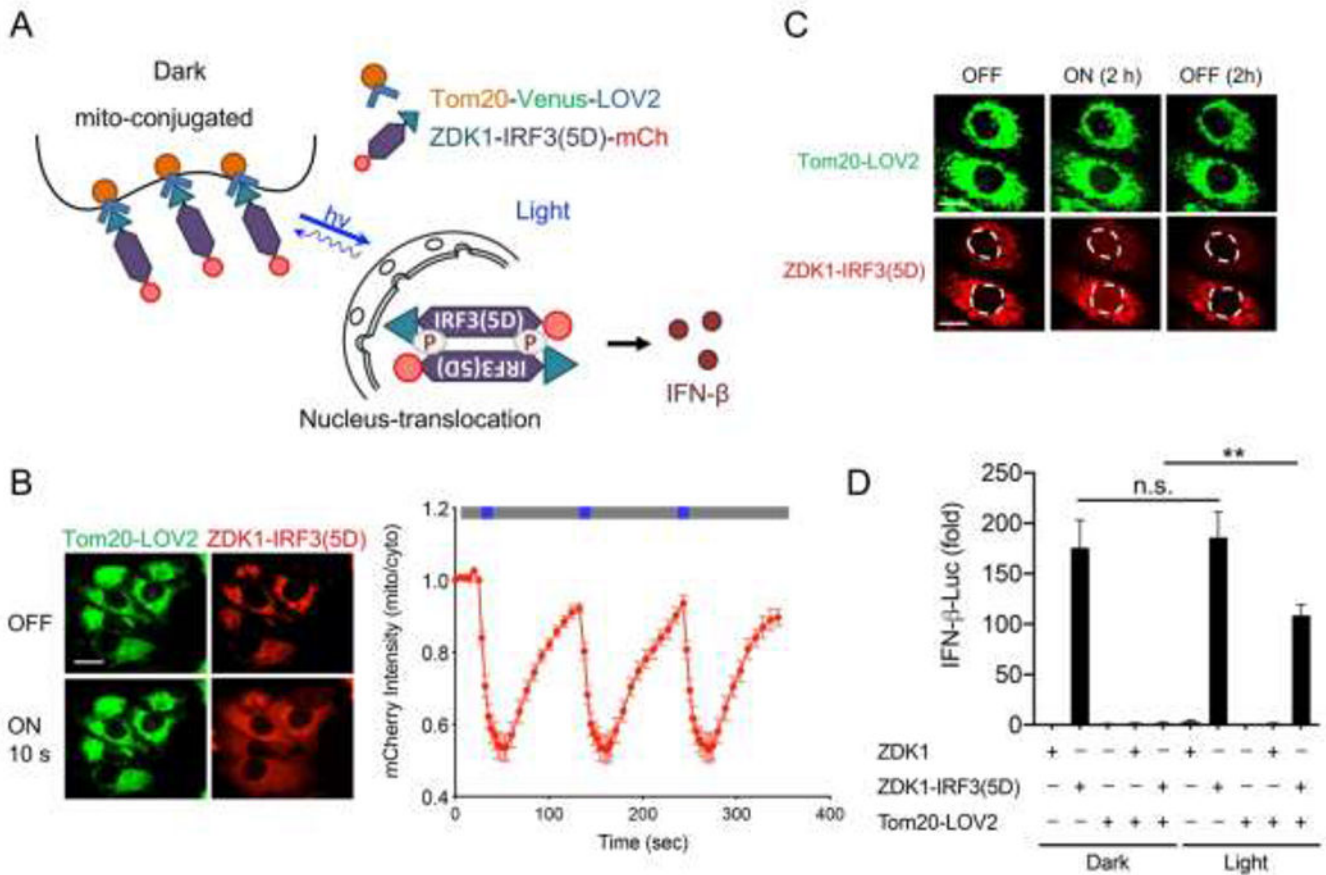 A
Dark
mito-conjugated
Tom20-Venus-LOV2
ZDK1-IRF3(5D)-mCh
hν
Light
IRF3(5D)
P P
IRF3(5D)
IFN-β
Nucleus-translocation
C
OFF ON (2 h) OFF (2h)
Tom20-LOV2
ZDK1-IRF3(5D)
B
Tom20-LOV2 ZDK1-IRF3(5D)
OFF
ON
10 s
mCherry Intensity (mito/cyto)
1.2
1.0
0.8
0.6
0.4
0 100 200 300 400
Time (sec)
D
IFN-β-Luc (fold)
250
200
150
100
50
0
n.s.
**
ZDK1 + − − + − + − − + −
ZDK1-IRF3(5D) − + − − + − + − − +
Tom20-LOV2 − − + + + − − + + +
Dark Light